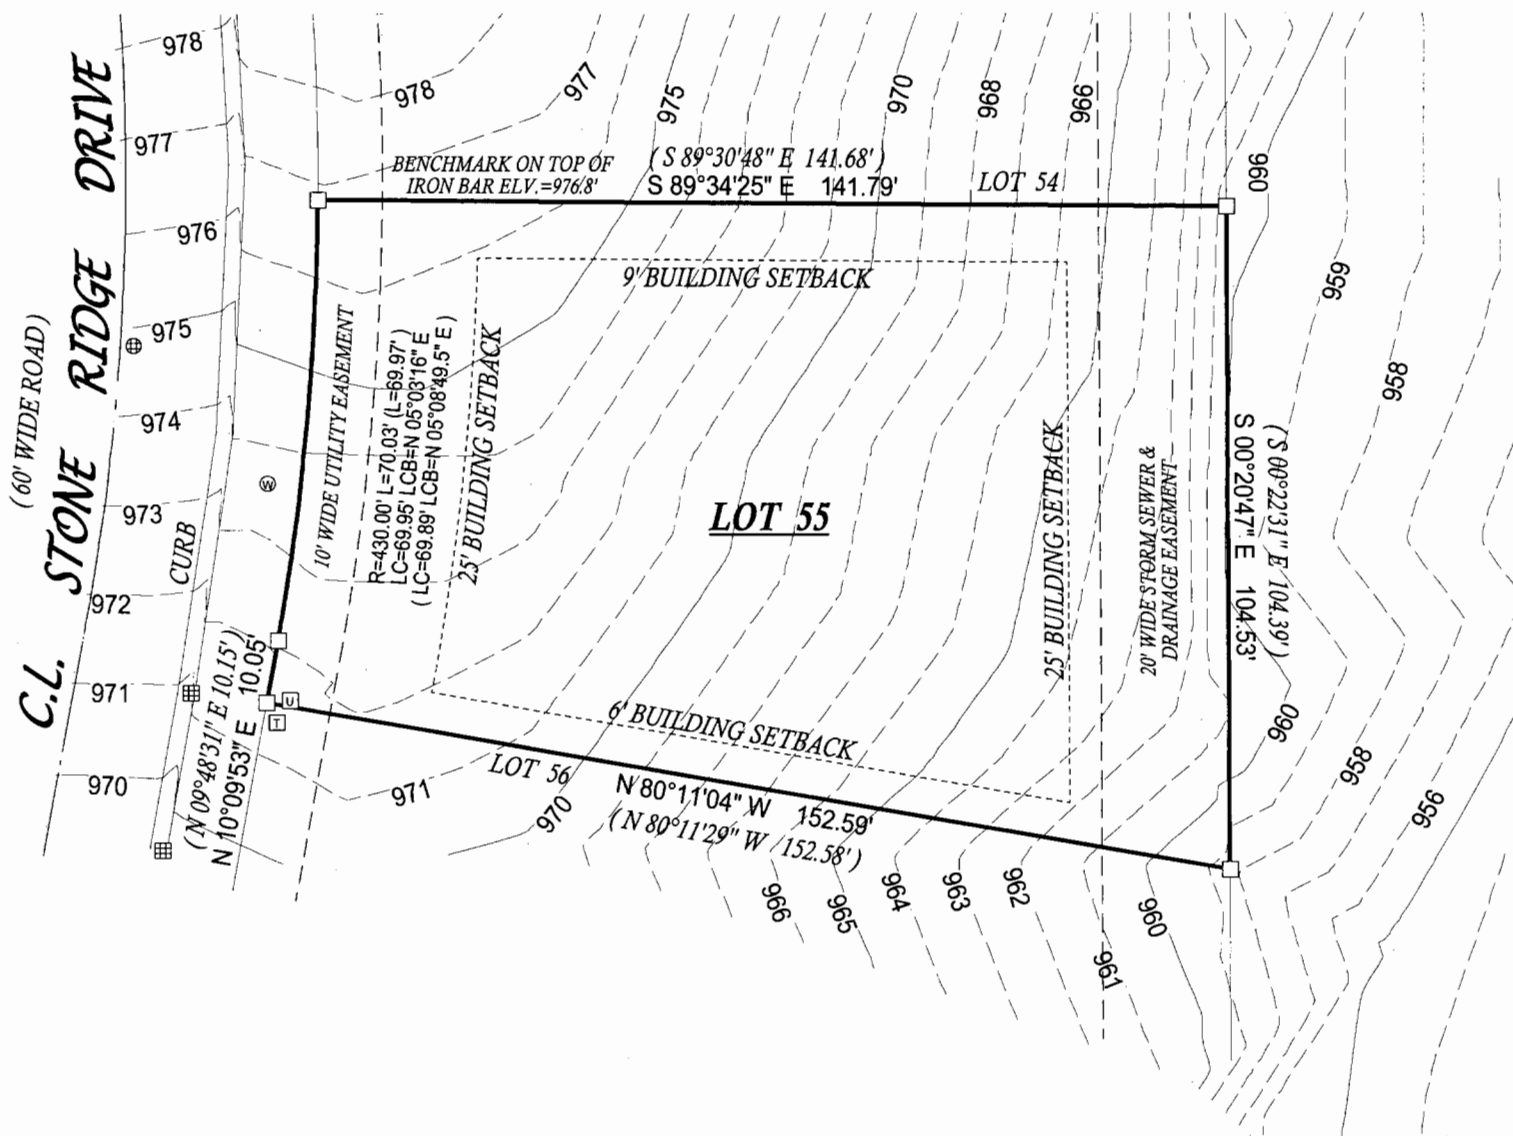 C.L. STONE RIDGE DRIVE
( 60' WIDE ROAD )
CURB
978
977
976
975
974
973
972
971
970
978
977
975
970
968
966
960
BENCHMARK ON TOP OF
IRON BAR ELV.=976.8'
( S 89°30'48" E 141.68' )
S 89°34'25" E 141.79'
LOT 54
9' BUILDING SETBACK
10' WIDE UTILITY EASEMENT
R=430.00' L=70.03' (L=69.97')
LC=69.95' LCB=N 05°03'16" E
( LC=69.89' LCB=N 05°08'49.5" E )
25' BUILDING SETBACK
LOT 55
25' BUILDING SETBACK
20' WIDE STORM SEWER &
DRAINAGE EASEMENT
S 00°20'47" E 104.53'
( S 00°22'31" E 104.39' )
959
958
W
( N 09°48'31" E 10.15' )
N 10°09'53" E 10.05'
U
T
6' BUILDING SETBACK
LOT 56
N 80°11'04" W 152.59'
( N 80°11'29" W 152.58' )
971
970
966
965
964
963
962
961
960
960
958
956